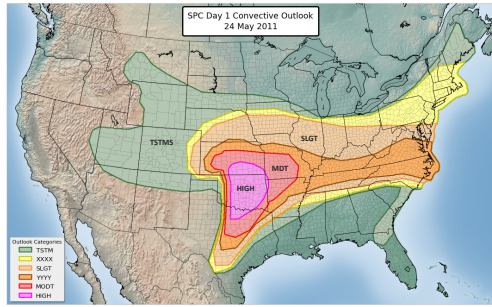 SPC Day 1 Convective Outlook
24 May 2011
SLGT
TSTMS
MDT
HIGH
Outlook Categories
TSTM
XXXX
SLGT
YYYY
MODT
HIGH